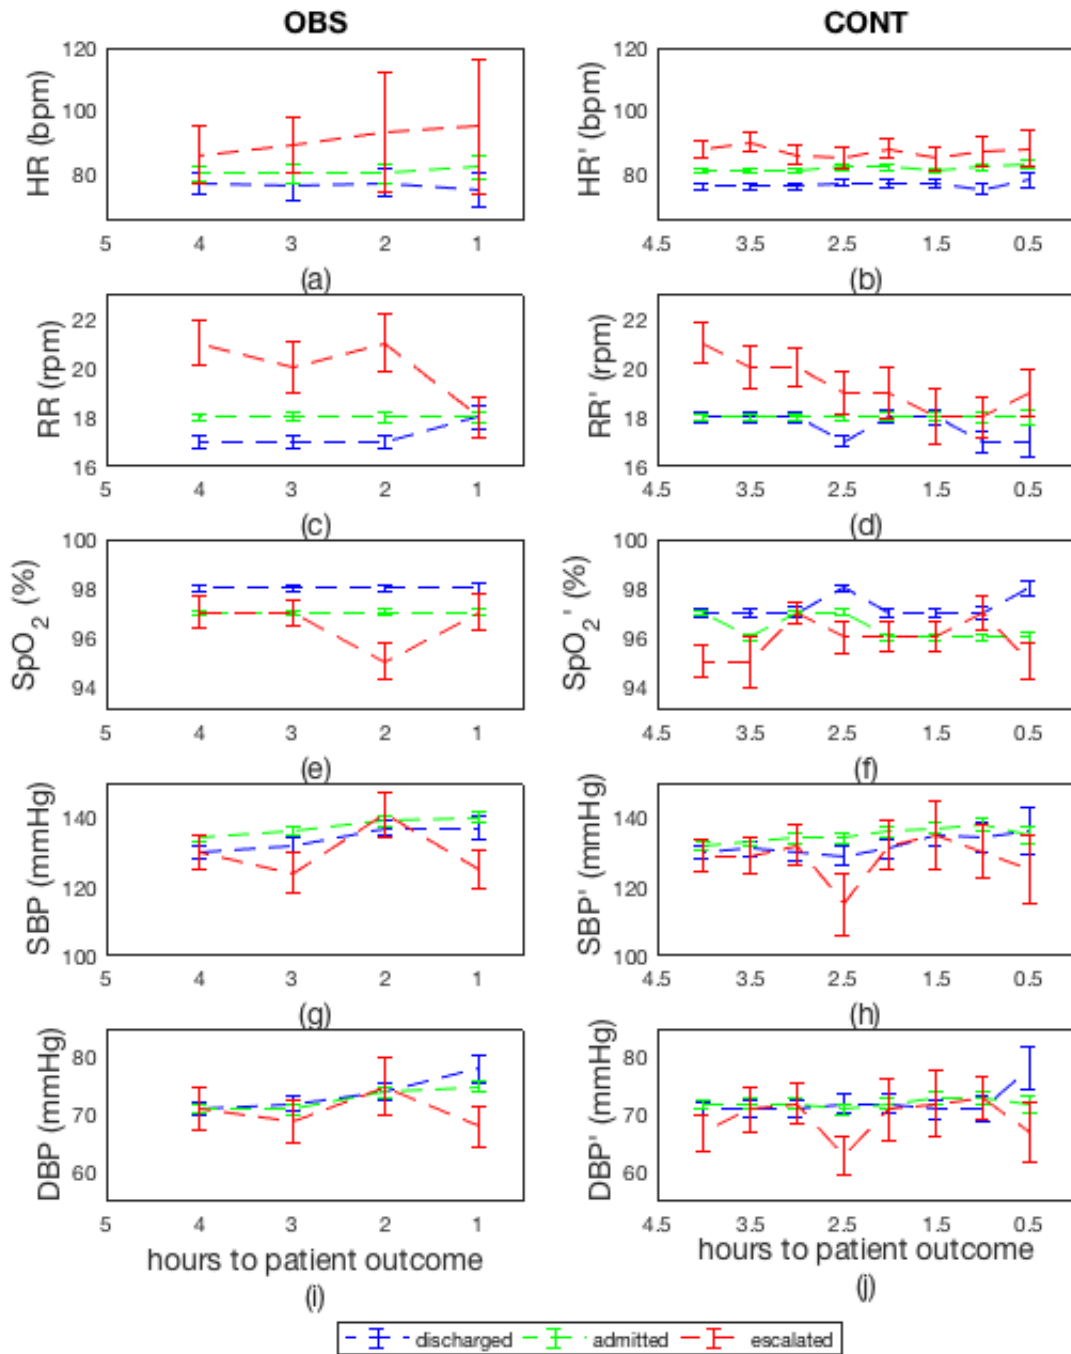 OBS CONT
HR (bpm)
120
100
80
5 4 3 2 1
(a)
HR' (bpm)
120
100
80
4.5 3.5 2.5 1.5 0.5
(b)
RR (rpm)
22
20
18
16
5 4 3 2 1
(c)
RR' (rpm)
22
20
18
16
4.5 3.5 2.5 1.5 0.5
(d)
SpO2 (%)
100
98
96
94
5 4 3 2 1
(e)
SpO2' (%)
100
98
96
94
4.5 3.5 2.5 1.5 0.5
(f)
SBP (mmHg)
140
120
100
5 4 3 2 1
(g)
SBP' (mmHg)
140
120
100
4.5 3.5 2.5 1.5 0.5
(h)
DBP (mmHg)
80
70
60
5 4 3 2 1
hours to patient outcome
(i)
DBP' (mmHg)
80
70
60
4.5 3.5 2.5 1.5 0.5
hours to patient outcome
(j)
discharged admitted escalated